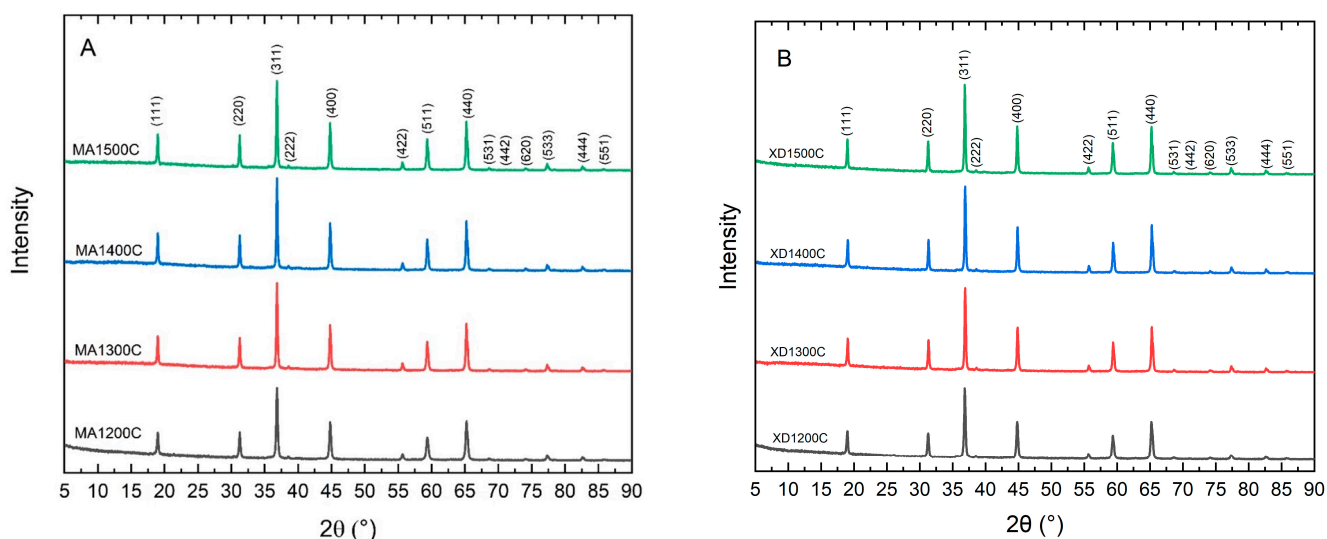 A
(111)
(220)
(311)
(222)
(400)
(422)
(511)
(440)
(531)
(442)
(620)
(533)
(444)
(551)
MA1500C
MA1400C
MA1300C
MA1200C
Intensity
5 10 15 20 25 30 35 40 45 50 55 60 65 70 75 80 85 90
2θ (°)
B
(111)
(220)
(311)
(222)
(400)
(422)
(511)
(440)
(531)
(442)
(620)
(533)
(444)
(551)
XD1500C
XD1400C
XD1300C
XD1200C
Intensity
5 10 15 20 25 30 35 40 45 50 55 60 65 70 75 80 85 90
2θ (°)